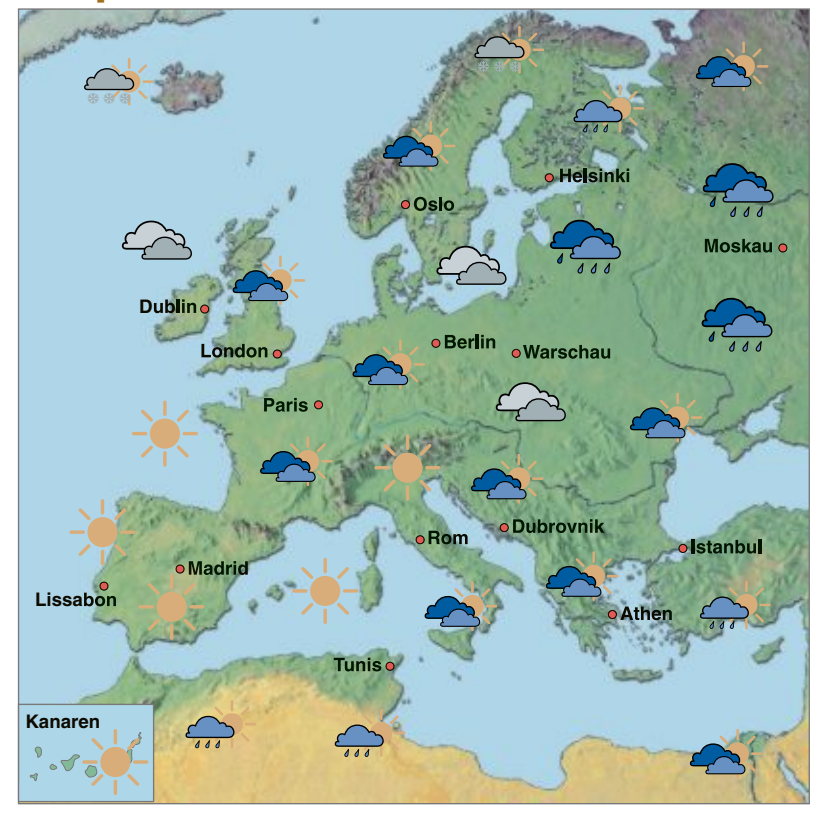 Helsinki
Oslo
Moskau
Dublin
Berlin
London
Warschau
Paris
Dubrovnik
Rom
Istanbul
Madrid
Lissabon
Athen
Tunis
Kanaren